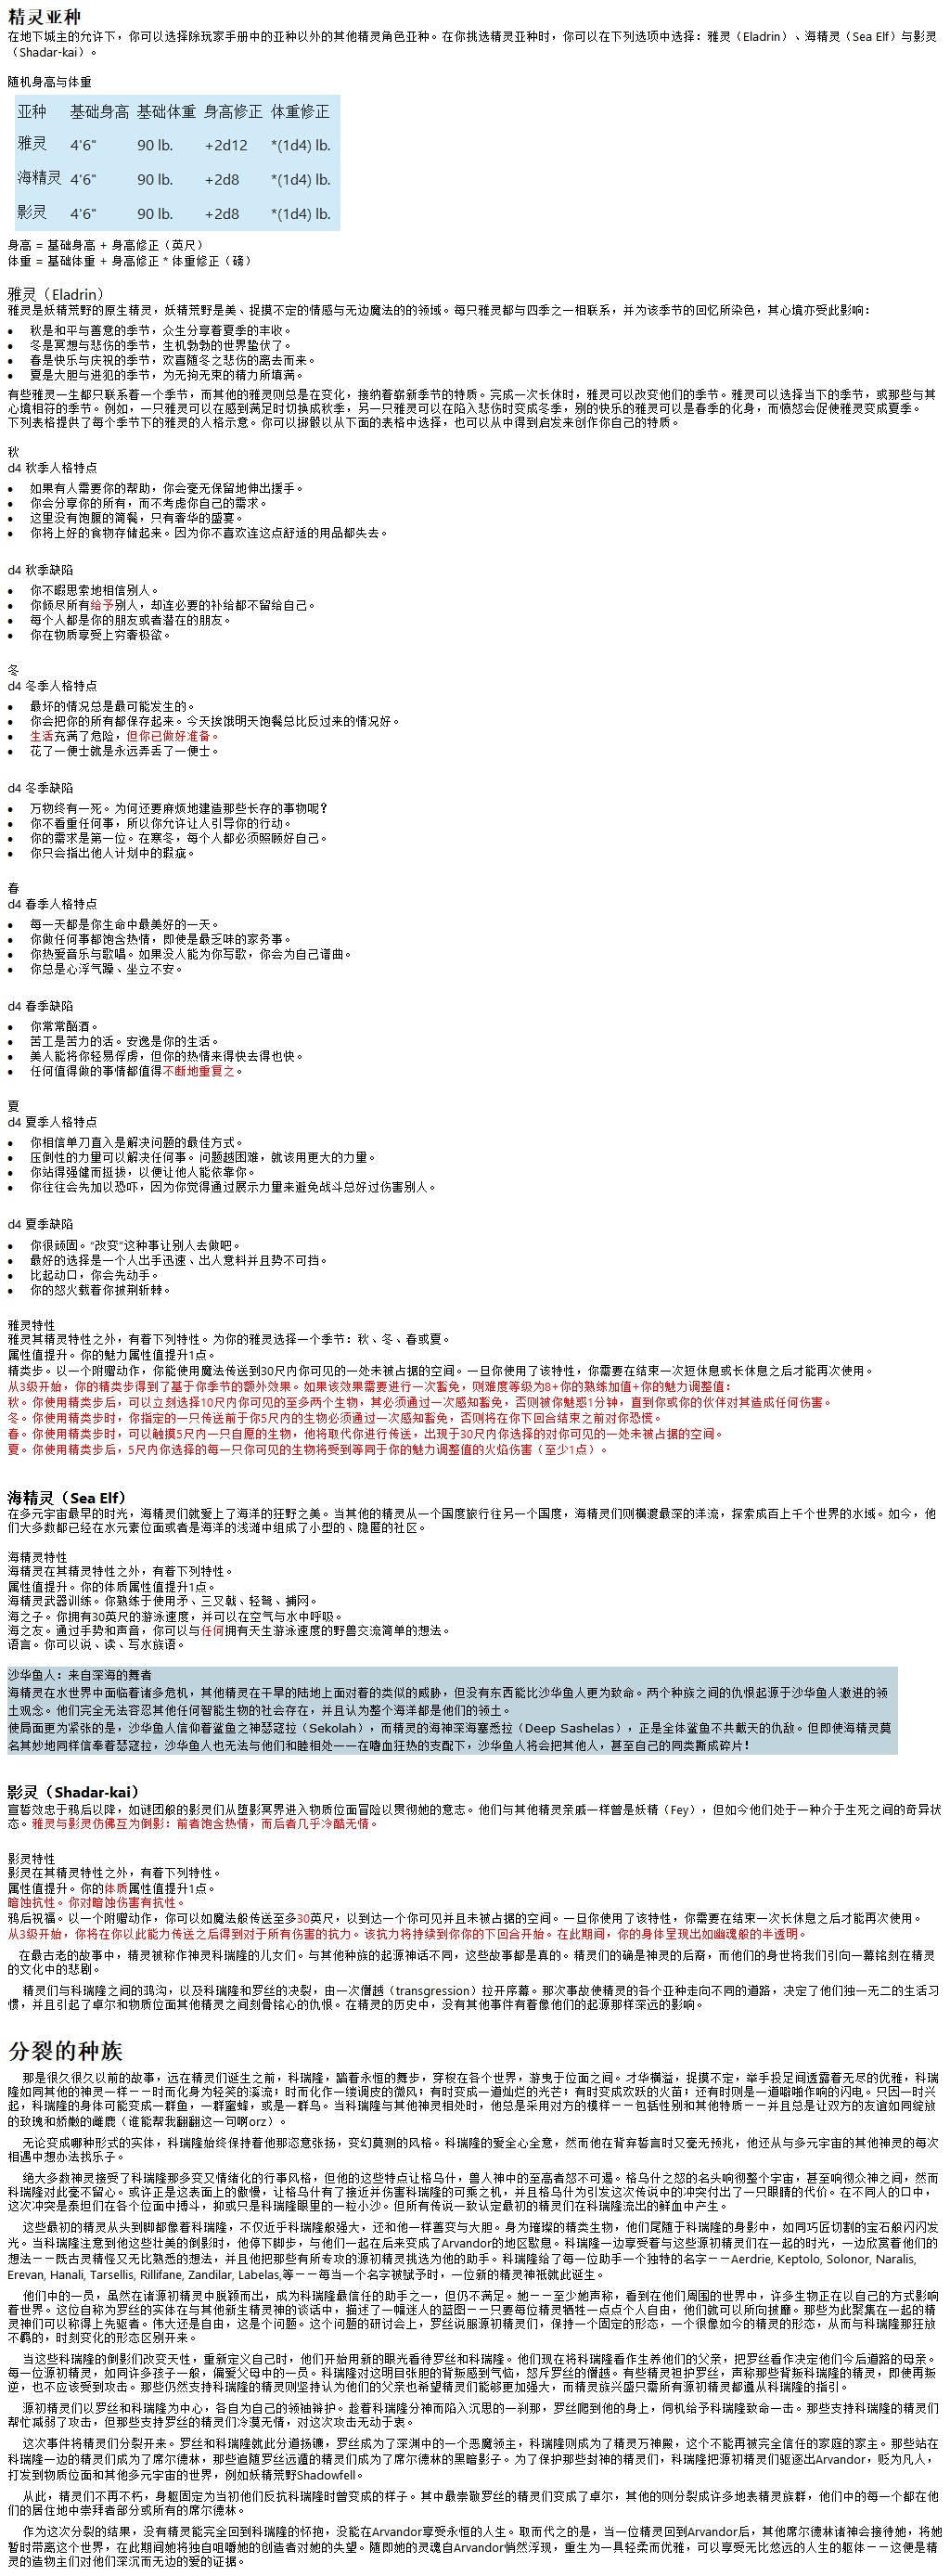 精灵亚种
在地下城主的允许下，你可以选择除玩家手册中的亚种以外的其他精灵角色亚种。在你挑选精灵亚种时，你可以在下列选项中选择：雅灵（Eladrin）、海精灵（Sea Elf）与影灵
（Shadar-kai）。
随机身高与体重
亚种 基础身高 基础体重 身高修正 体重修正
雅灵 4'6" 90 lb. +2d12 *(1d4) lb.
海精灵 4'6" 90 lb. +2d8 *(1d4) lb.
影灵 4'6" 90 lb. +2d8 *(1d4) lb.
身高 = 基础身高 + 身高修正（英尺）
体重 = 基础体重 + 身高修正 * 体重修正（磅）
雅灵（Eladrin）
雅灵是妖精荒野的原生精灵，妖精荒野是美、捉摸不定的情感与无边魔法的的领域。每只雅灵都与四季之一相联系，并为该季节的回忆所染色，其心境亦受此影响：
• 秋是和平与善意的季节，众生分享着夏季的丰收。
• 冬是冥想与悲伤的季节，生机勃勃的世界蛰伏了。
• 春是快乐与庆祝的季节，欢喜随冬之悲伤的离去而来。
• 夏是大胆与进犯的季节，为无拘无束的精力所填满。
有些雅灵一生都只联系着一个季节，而其他的雅灵则总是在变化，接纳着崭新季节的特质。完成一次长休时，雅灵可以改变他们的季节。雅灵可以选择当下的季节，或那些与其
心境相符的季节。例如，一只雅灵可以在感到满足时切换成秋季，另一只雅灵可以在陷入悲伤时变成冬季，别的快乐的雅灵可以是春季的化身，而愤怒会促使雅灵变成夏季。
下列表格提供了每个季节下的雅灵的人格示意。你可以掷骰以从下面的表格中选择，也可以从中得到启发来创作你自己的特质。
秋
d4 秋季人格特点
• 如果有人需要你的帮助，你会毫无保留地伸出援手。
• 你会分享你的所有，而不考虑你自己的需求。
• 这里没有饱腹的简餐，只有奢华的盛宴。
• 你将上好的食物存储起来。因为你不喜欢连这点舒适的用品都失去。
d4 秋季缺陷
• 你不暇思索地相信别人。
• 你倾尽所有给予别人，却连必要的补给都不留给自己。
• 每个人都是你的朋友或者潜在的朋友。
• 你在物质享受上穷奢极欲。
冬
d4 冬季人格特点
• 最坏的情况总是最可能发生的。
• 你会把你的所有都保存起来。今天挨饿明天饱餐总比反过来的情况好。
• 生活充满了危险，但你已做好准备。
• 花了一便士就是永远弄丢了一便士。
d4 冬季缺陷
• 万物终有一死。为何还要麻烦地建造那些长存的事物呢？
• 你不看重任何事，所以你允许让人引导你的行动。
• 你的需求是第一位。在寒冬，每个人都必须照顾好自己。
• 你只会指出他人计划中的瑕疵。
春
d4 春季人格特点
• 每一天都是你生命中最美好的一天。
• 你做任何事都饱含热情，即使是最乏味的家务事。
• 你热爱音乐与歌唱。如果没人能为你写歌，你会为自己谱曲。
• 你总是心浮气躁、坐立不安。
d4 春季缺陷
• 你常常酗酒。
• 苦工是苦力的活。安逸是你的生活。
• 美人能将你轻易俘虏，但你的热情来得快去得也快。
• 任何值得做的事情都值得不断地重复之。
夏
d4 夏季人格特点
• 你相信单刀直入是解决问题的最佳方式。
• 压倒性的力量可以解决任何事。问题越困难，就该用更大的力量。
• 你站得强健而挺拔，以便让他人能依靠你。
• 你往往会先加以恐吓，因为你觉得通过展示力量来避免战斗总好过伤害别人。
d4 夏季缺陷
• 你很顽固。“改变”这种事让别人去做吧。
• 最好的选择是一个人出手迅速、出人意料并且势不可挡。
• 比起动口，你会先动手。
• 你的怒火载着你披荆斩棘。
雅灵特性
雅灵其精灵特性之外，有着下列特性。为你的雅灵选择一个季节：秋、冬、春或夏。
属性值提升。你的魅力属性值提升1点。
精类步。以一个附赠动作，你能使用魔法传送到30尺内你可见的一处未被占据的空间。一旦你使用了该特性，你需要在结束一次短休息或长休息之后才能再次使用。
从3级开始，你的精类步得到了基于你季节的额外效果。如果该效果需要进行一次豁免，则难度等级为8+你的熟练加值+你的魅力调整值：
秋。你使用精类步后，可以立刻选择10尺内你可见的至多两个生物，其必须通过一次感知豁免，否则被你魅惑1分钟，直到你或你的伙伴对其造成任何伤害。
冬。你使用精类步时，你指定的一只传送前于你5尺内的生物必须通过一次感知豁免，否则将在你下回合结束之前对你恐慌。
春。你使用精类步时，可以触摸5尺内一只自愿的生物，他将取代你进行传送，出现于30尺内你选择的对你可见的一处未被占据的空间。
夏。你使用精类步后，5尺内你选择的每一只你可见的生物将受到等同于你的魅力调整值的火焰伤害（至少1点）。
海精灵（Sea Elf）
在多元宇宙最早的时光，海精灵们就爱上了海洋的狂野之美。当其他的精灵从一个国度旅行往另一个国度，海精灵们则横渡最深的洋流，探索成百上千个世界的水域。如今，他
们大多数都已经在水元素位面或者是海洋的浅滩中组成了小型的、隐匿的社区。
海精灵特性
海精灵在其精灵特性之外，有着下列特性。
属性值提升。你的体质属性值提升1点。
海精灵武器训练。你熟练于使用矛、三叉戟、轻弩、捕网。
海之子。你拥有30英尺的游泳速度，并可以在空气与水中呼吸。
海之友。通过手势和声音，你可以与任何拥有天生游泳速度的野兽交流简单的想法。
语言。你可以说、读、写水族语。
沙华鱼人：来自深海的舞者
海精灵在水世界中面临着诸多危机，其他精灵在干旱的陆地上面对着的类似的威胁，但没有东西能比沙华鱼人更为致命。两个种族之间的仇恨起源于沙华鱼人激进的领
土观念。他们完全无法容忍其他任何智能生物的社会存在，并且认为整个海洋都是他们的领土。
使局面更为紧张的是，沙华鱼人信仰着鲨鱼之神瑟寇拉（Sekolah），而精灵的海神深海塞悉拉（Deep Sashelas），正是全体鲨鱼不共戴天的仇敌。但即使海精灵莫
名其妙地同样信奉着瑟寇拉，沙华鱼人也无法与他们和睦相处——在嗜血狂热的支配下，沙华鱼人将会把其他人，甚至自己的同类撕成碎片！
影灵（Shadar-kai）
宣誓效忠于鸦后以降，如谜团般的影灵们从堕影冥界进入物质位面冒险以贯彻她的意志。他们与其他精灵亲戚一样曾是妖精（Fey），但如今他们处于一种介于生死之间的奇异状
态。雅灵与影灵仿佛互为倒影：前者饱含热情，而后者几乎冷酷无情。
影灵特性
影灵在其精灵特性之外，有着下列特性。
属性值提升。你的体质属性值提升1点。
暗蚀抗性。你对暗蚀伤害有抗性。
鸦后祝福。以一个附赠动作，你可以如魔法般传送至多30英尺，以到达一个你可见并且未被占据的空间。一旦你使用了该特性，你需要在结束一次长休息之后才能再次使用。
从3级开始，你将在你以此能力传送之后得到对于所有伤害的抗力。该抗力将持续到你你的下回合开始。在此期间，你的身体呈现出如幽魂般的半透明。
在最古老的故事中，精灵被称作神灵科瑞隆的儿女们。与其他种族的起源神话不同，这些故事都是真的。精灵们的确是神灵的后裔，而他们的身世将我们引向一幕铭刻在精灵
的文化中的悲剧。
精灵们与科瑞隆之间的鸿沟，以及科瑞隆和罗丝的决裂，由一次僭越（transgression）拉开序幕。那次事故使精灵的各个亚种走向不同的道路，决定了他们独一无二的生活习
惯，并且引起了卓尔和物质位面其他精灵之间刻骨铭心的仇恨。在精灵的历史中，没有其他事件有着像他们的起源那样深远的影响。
分裂的种族
那是很久很久以前的故事，远在精灵们诞生之前，科瑞隆，踏着永恒的舞步，穿梭在各个世界，游曳于位面之间。才华横溢，捉摸不定，举手投足间透露着无尽的优雅，科瑞
隆如同其他的神灵一样——时而化身为轻笑的溪流；时而化作一缕调皮的微风；有时变成一道灿烂的光芒；有时变成欢跃的火苗；还有时则是一道噼啪作响的闪电。只因一时兴
起，科瑞隆的身体可能变成一群鱼，一群蜜蜂，或是一群鸟。当科瑞隆与其他神灵相处时，他总是采用对方的模样——包括性别和其他特质——并且总是让双方的友谊如同绽放
的玫瑰和娇嫩的雌鹿（谁能帮我翻翻这一句啊orz）。
无论变成哪种形式的实体，科瑞隆始终保持着他那恣意张扬，变幻莫测的风格。科瑞隆的爱全心全意，然而他在背弃誓言时又毫无预兆，他还从与多元宇宙的其他神灵的每次
相遇中想办法找乐子。
绝大多数神灵接受了科瑞隆那多变又情绪化的行事风格，但他的这些特点让格乌什，兽人神中的至高者怒不可遏。格乌什之怒的名头响彻整个宇宙，甚至响彻众神之间，然而
科瑞隆对此毫不留心。或许正是这表面上的傲慢，让格乌什有了接近并伤害科瑞隆的可乘之机，并且格乌什为引发这次传说中的冲突付出了一只眼睛的代价。在不同人的口中，
这次冲突是泰坦们在各个位面中搏斗，抑或只是科瑞隆眼里的一粒小沙。但所有传说一致认定最初的精灵们在科瑞隆流出的鲜血中产生。
这些最初的精灵从头到脚都像着科瑞隆，不仅近乎科瑞隆般强大，还和他一样善变与大胆。身为璀璨的精类生物，他们尾随于科瑞隆的身影中，如同巧匠切割的宝石般闪闪发
光。当科瑞隆注意到他这些壮美的倒影时，他停下脚步，与他们一起在后来变成了Arvandor的地区歇息。科瑞隆一边享受着与这些源初精灵们在一起的时光，一边欣赏着他们的
想法——既古灵精怪又无比熟悉的想法，并且他把那些有所专攻的源初精灵挑选为他的助手。科瑞隆给了每一位助手一个独特的名字——Aerdrie, Keptolo, Solonor, Naralis,
Erevan, Hanali, Tarsellis, Rillifane, Zandilar, Labelas,等——每当一个名字被赋予时，一位新的精灵神祇就此诞生。
他们中的一员，虽然在诸源初精灵中脱颖而出，成为科瑞隆最信任的助手之一，但仍不满足。她——至少她声称，看到在他们周围的世界中，许多生物正在以自己的方式影响
着世界。这位自称为罗丝的实体在与其他新生精灵神的谈话中，描述了一幅迷人的蓝图——只要每位精灵牺牲一点点个人自由，他们就可以所向披靡。那些为此聚集在一起的精
灵神们可以称得上先驱者。伟大还是自由，这是个问题。这个问题的研讨会上，罗丝说服源初精灵们，保持一个固定的形态，一个很像如今的精灵的形态，从而与科瑞隆那狂放
不羁的，时刻变化的形态区别开来。
当这些科瑞隆的倒影们改变天性，重新定义自己时，他们开始用新的眼光看待罗丝和科瑞隆。他们现在将科瑞隆看作生养他们的父亲，把罗丝看作决定他们今后道路的母亲。
每一位源初精灵，如同许多孩子一般，偏爱父母中的一员。科瑞隆对这明目张胆的背叛感到气恼，怒斥罗丝的僭越。有些精灵袒护罗丝，声称那些背叛科瑞隆的精灵，即使再叛
逆，也不应该受到攻击。那些仍然支持科瑞隆的精灵则坚持认为他们的父亲也希望精灵们能够更加强大，而精灵族兴盛只需所有源初精灵都遵从科瑞隆的指引。
源初精灵们以罗丝和科瑞隆为中心，各自为自己的领袖辩护。趁着科瑞隆分神而陷入沉思的一刹那，罗丝爬到他的身上，伺机给予科瑞隆致命一击。那些支持科瑞隆的精灵们
帮忙减弱了攻击，但那些支持罗丝的精灵们冷漠无情，对这次攻击无动于衷。
这次事件将精灵们分裂开来。罗丝和科瑞隆就此分道扬镳，罗丝成为了深渊中的一个恶魔领主，科瑞隆则成为了精灵万神殿，这个不能再被完全信任的家庭的家主。那些站在
科瑞隆一边的精灵们成为了席尔德林，那些追随罗丝远遁的精灵们成为了席尔德林的黑暗影子。为了保护那些封神的精灵们，科瑞隆把源初精灵们驱逐出Arvandor，贬为凡人，
打发到物质位面和其他多元宇宙的世界，例如妖精荒野Shadowfell。
从此，精灵们不再不朽，身躯固定为当初他们反抗科瑞隆时曾变成的样子。其中最崇敬罗丝的精灵们变成了卓尔，其他的则分裂成许多地表精灵族群，他们中的每一个都在他
们的居住地中崇拜者部分或所有的席尔德林。
作为这次分裂的结果，没有精灵能完全回到科瑞隆的怀抱，没能在Arvandor享受永恒的人生。取而代之的是，当一位精灵回到Arvandor后，其他席尔德林诸神会接待她，将她
暂时带离这个世界，在此期间她将独自咀嚼她的创造者对她的失望。随即她的灵魂自Arvandor悄然浮现，重生为一具轻柔而优雅，可以享受无比悠远的人生的躯体——这便是精
灵的造物主们对他们深沉而无边的爱的证据。